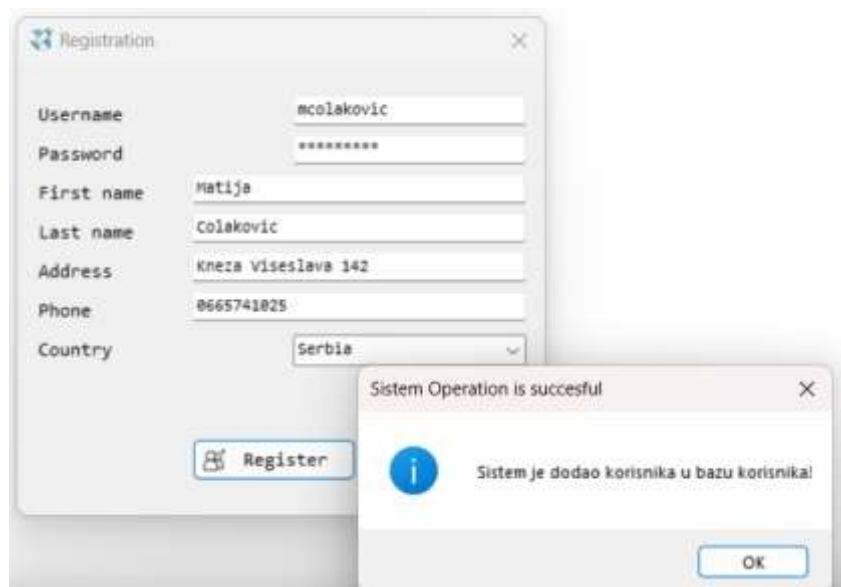 Registration
Username mcolakovic
Password *********
First name Matija
Last name Colakovic
Address Kneza Viseslava 142
Phone 0665741025
Country Serbia
Register
Sistem Operation is succesful
Sistem je dodao korisnika u bazu korisnika!
OK